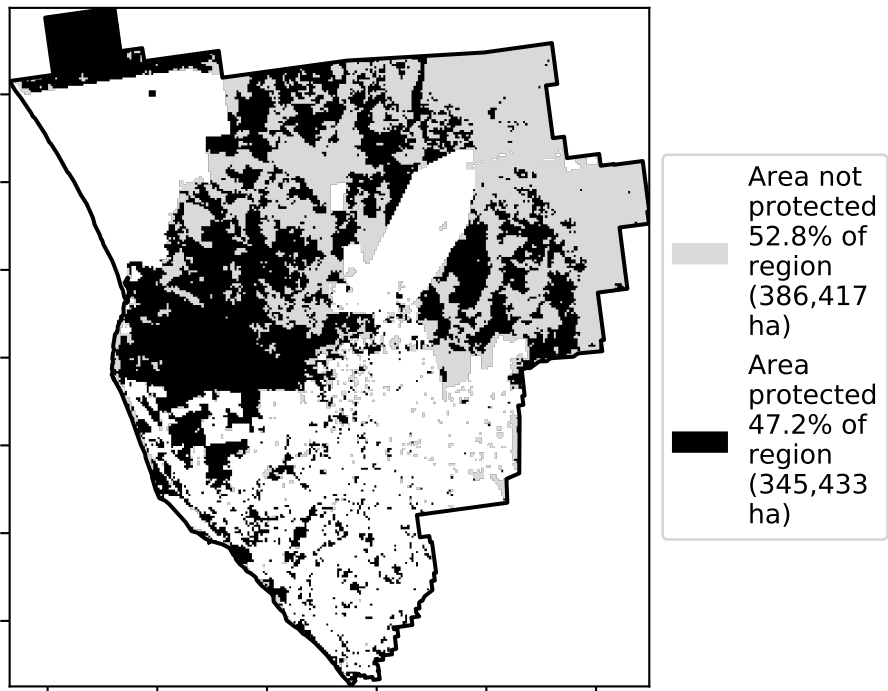 Area not
protected
52.8% of
region
(386,417
ha)
Area
protected
47.2% of
region
(345,433
ha)